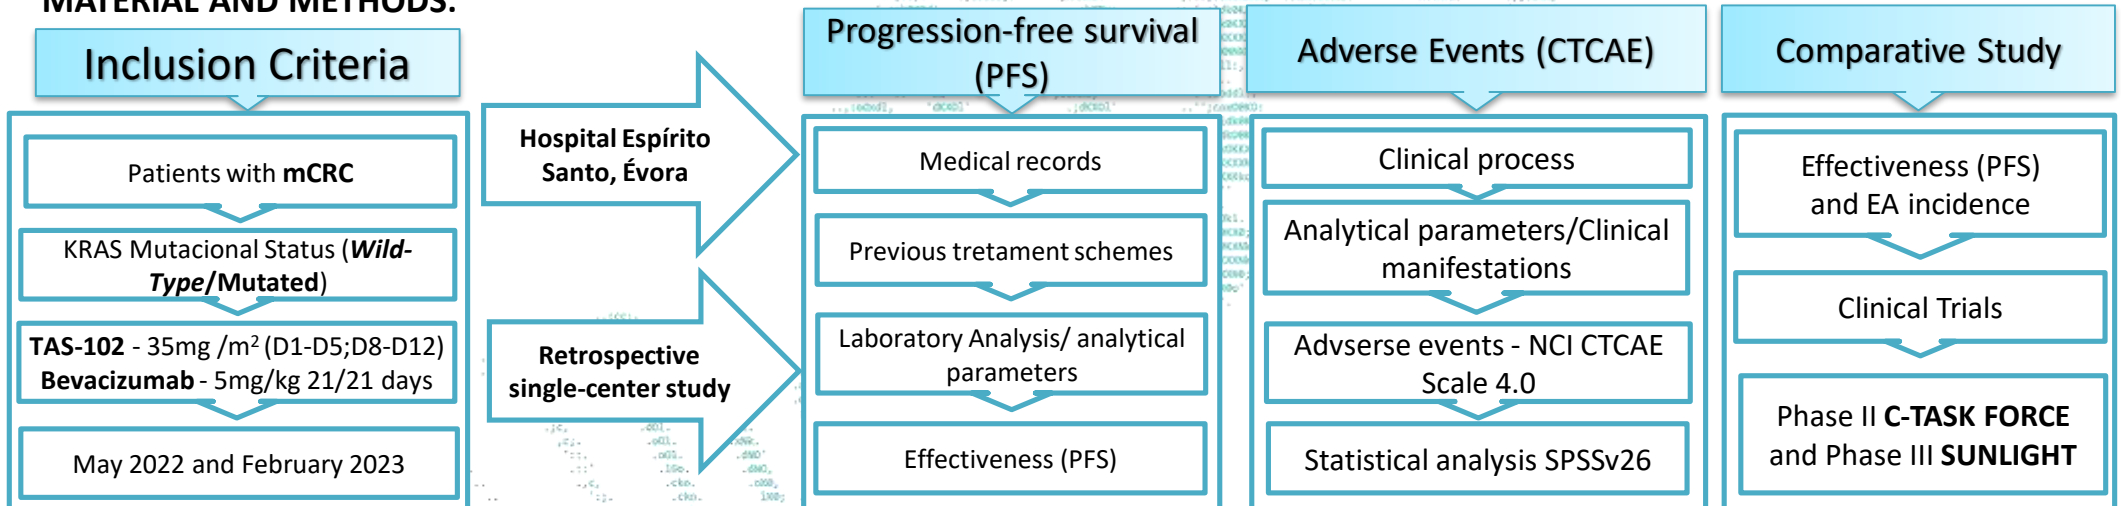 MATERIAL AND METHODS:
Inclusion Criteria
Patients with mCRC
KRAS Mutacional Status (Wild-
Type/Mutated)
TAS-102 - 35mg /m² (D1-D5;D8-D12)
Bevacizumab - 5mg/kg 21/21 days
May 2022 and February 2023
Hospital Espírito
Santo, Évora
Retrospective
single-center study
Progression-free survival
(PFS)
Medical records
Previous tretament schemes
Laboratory Analysis/ analytical
parameters
Effectiveness (PFS)
Adverse Events (CTCAE)
Clinical process
Analytical parameters/Clinical
manifestations
Advserse events - NCI CTCAE
Scale 4.0
Statistical analysis SPSSv26
Comparative Study
Effectiveness (PFS)
and EA incidence
Clinical Trials
Phase II C-TASK FORCE
and Phase III SUNLIGHT